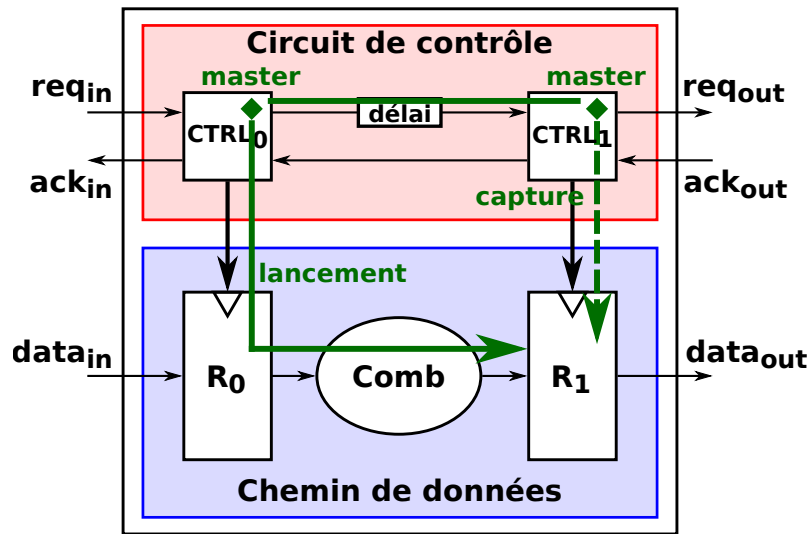 Circuit de contrôle
master
master
req_in
délai
req_out
CTRL_0
CTRL_1
ack_in
capture
ack_out
lancement
data_in
R_0
Comb
R_1
data_out
Chemin de données